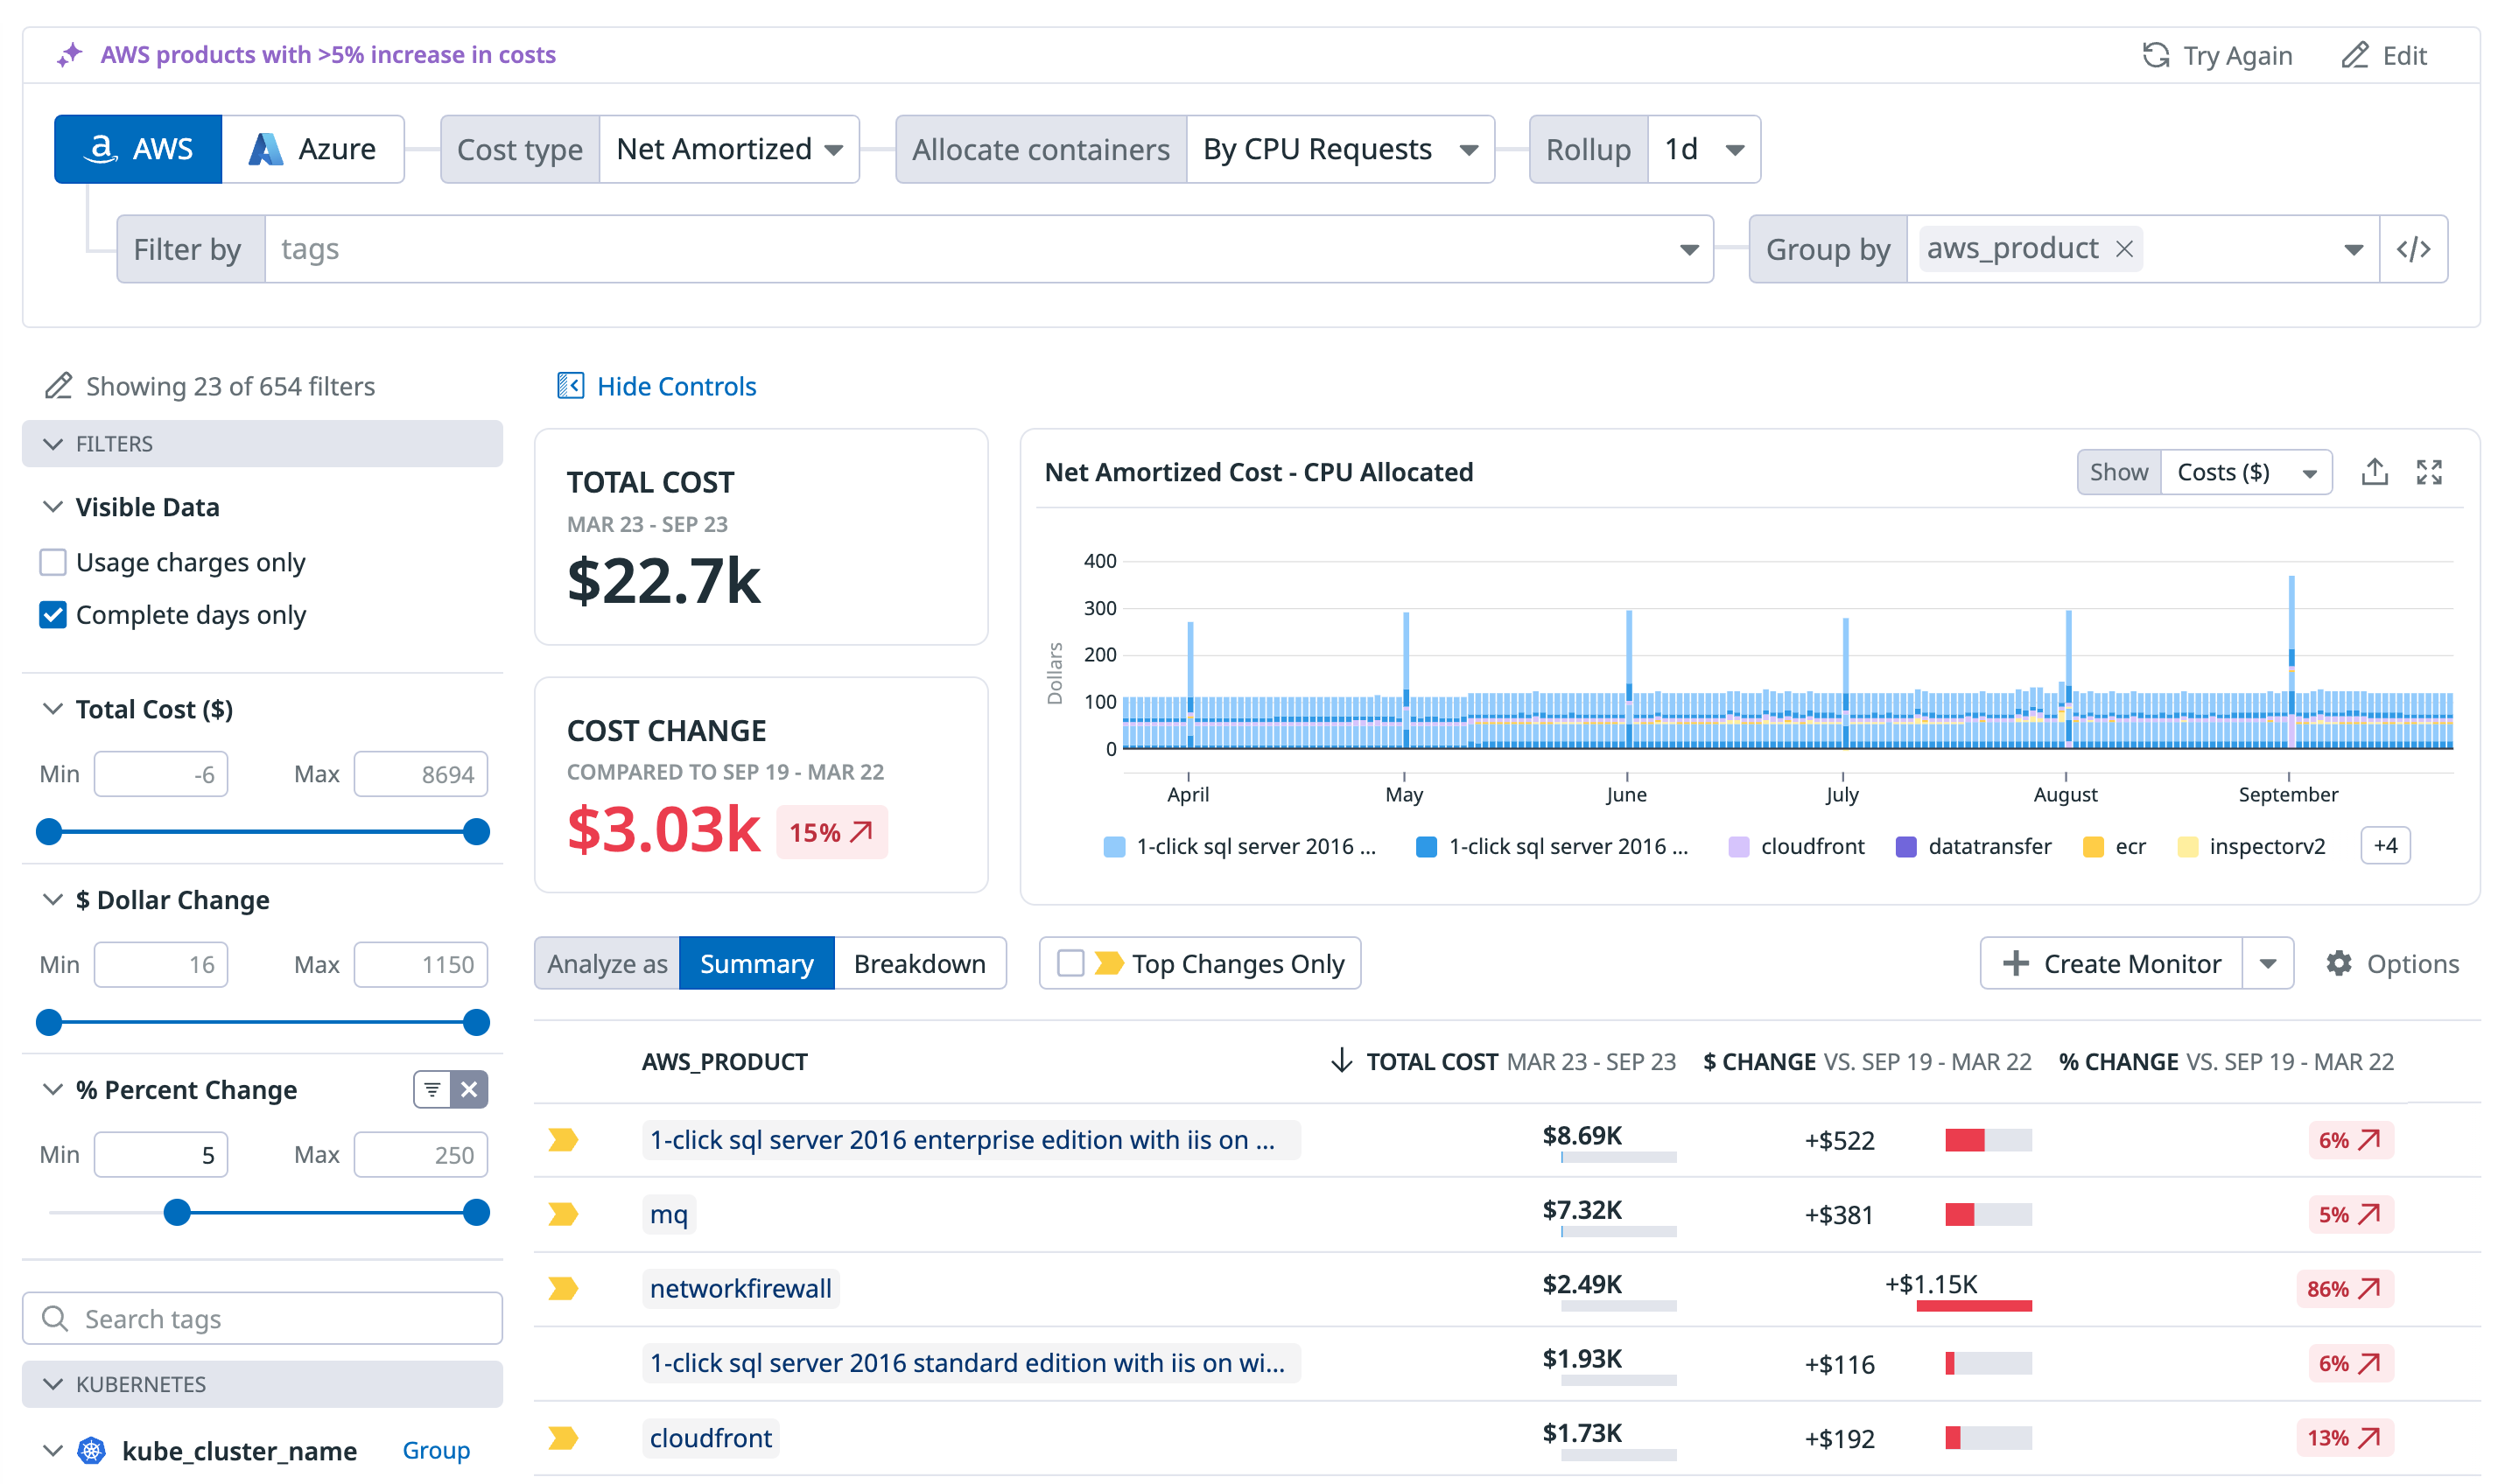 AWS products with >5% increase in costs
Try Again
Edit
AWS
Azure
Cost type
Net Amortized
Allocate containers
By CPU Requests
Rollup
1d
Filter by
tags
Group by
aws_product
</>
Showing 23 of 654 filters
Hide Controls
FILTERS
Visible Data
Usage charges only
Complete days only
Total Cost ($)
Min
-6
Max
8694
$ Dollar Change
Min
16
Max
1150
% Percent Change
Min
5
Max
250
Search tags
KUBERNETES
kube_cluster_name
Group
TOTAL COST
MAR 23 - SEP 23
$22.7k
COST CHANGE
COMPARED TO SEP 19 - MAR 22
$3.03k
15%
Net Amortized Cost - CPU Allocated
Show
Costs ($)
Dollars
400
300
200
100
0
April
May
June
July
August
September
1-click sql server 2016 ...
1-click sql server 2016 ...
cloudfront
datatransfer
ecr
inspectorv2
+4
Analyze as
Summary
Breakdown
Top Changes Only
Create Monitor
Options
AWS_PRODUCT
TOTAL COST MAR 23 - SEP 23
$ CHANGE VS. SEP 19 - MAR 22
% CHANGE VS. SEP 19 - MAR 22
1-click sql server 2016 enterprise edition with iis on ...
$8.69K
+$522
6%
mq
$7.32K
+$381
5%
networkfirewall
$2.49K
+$1.15K
86%
1-click sql server 2016 standard edition with iis on wi...
$1.93K
+$116
6%
cloudfront
$1.73K
+$192
13%